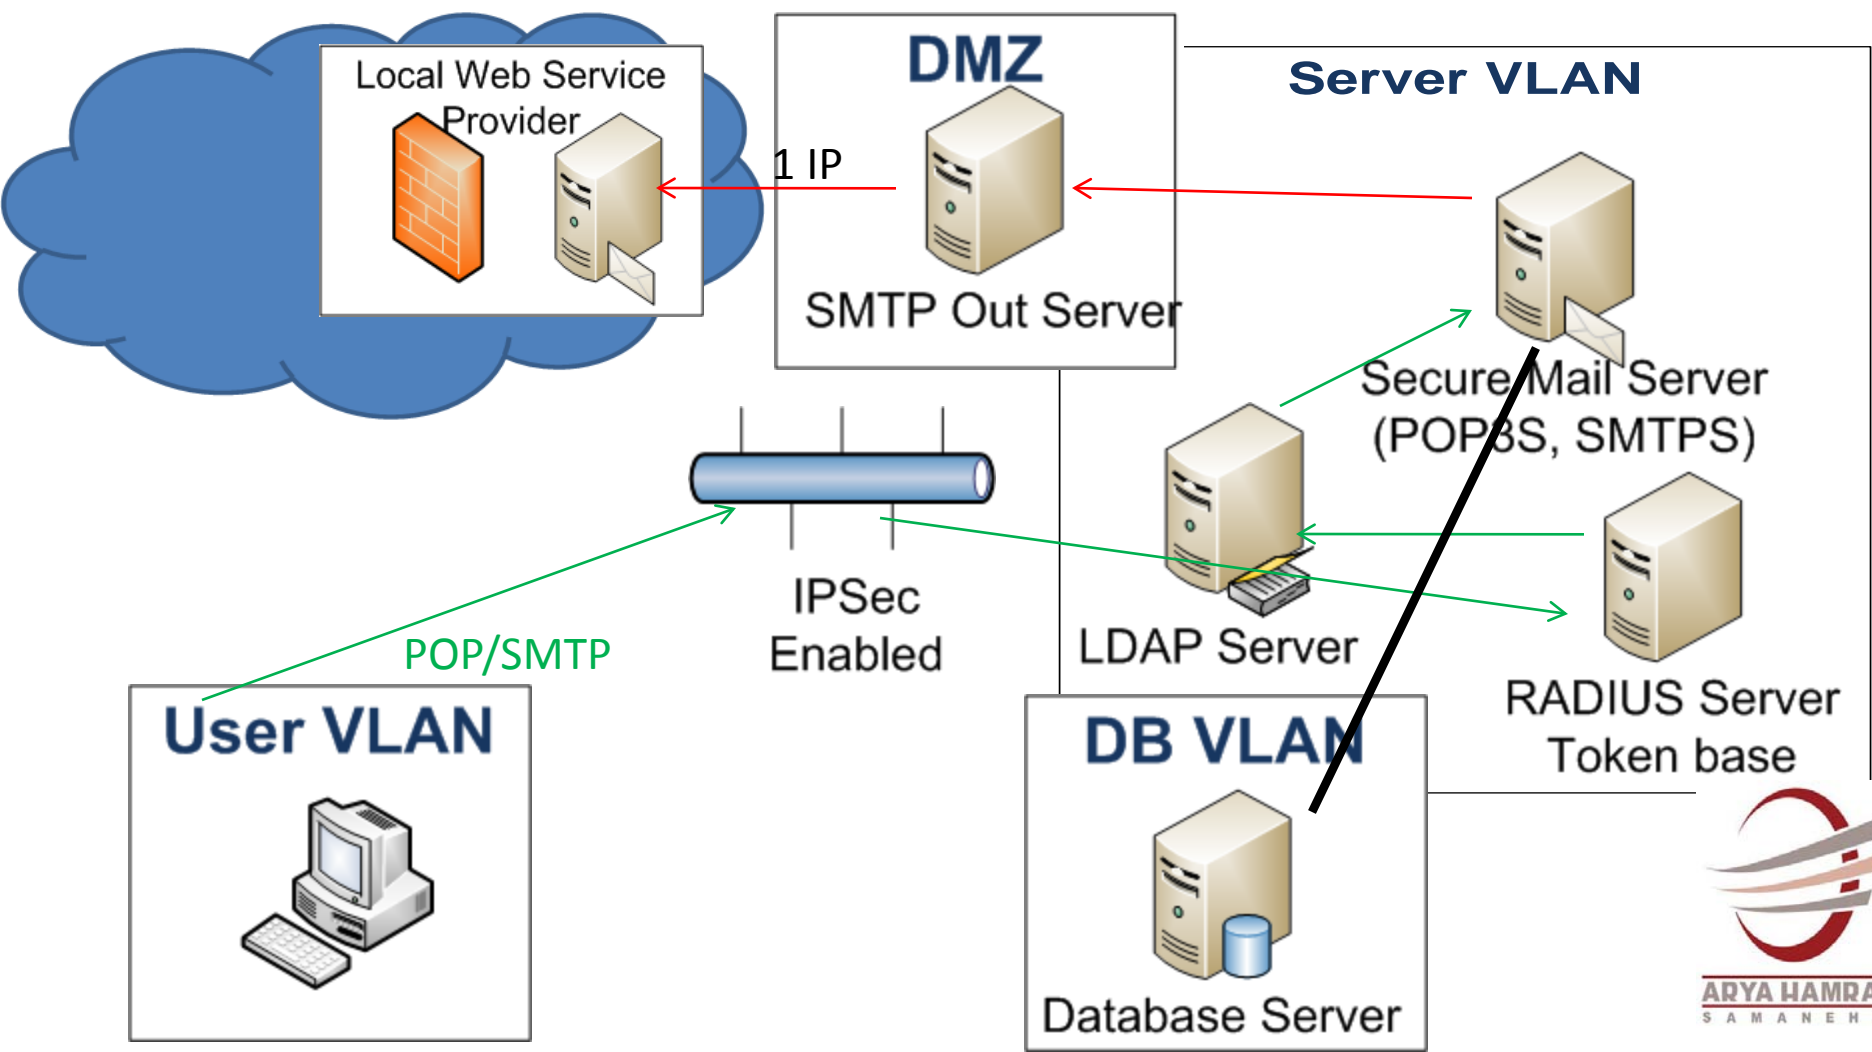 Local Web Service
Provider
DMZ
Server VLAN
1 IP
SMTP Out Server
Secure Mail Server
(POP3S, SMTPS)
IPSec
Enabled
POP/SMTP
LDAP Server
RADIUS Server
Token base
User VLAN
DB VLAN
Database Server
ARYA HAMRA
SAMANEH